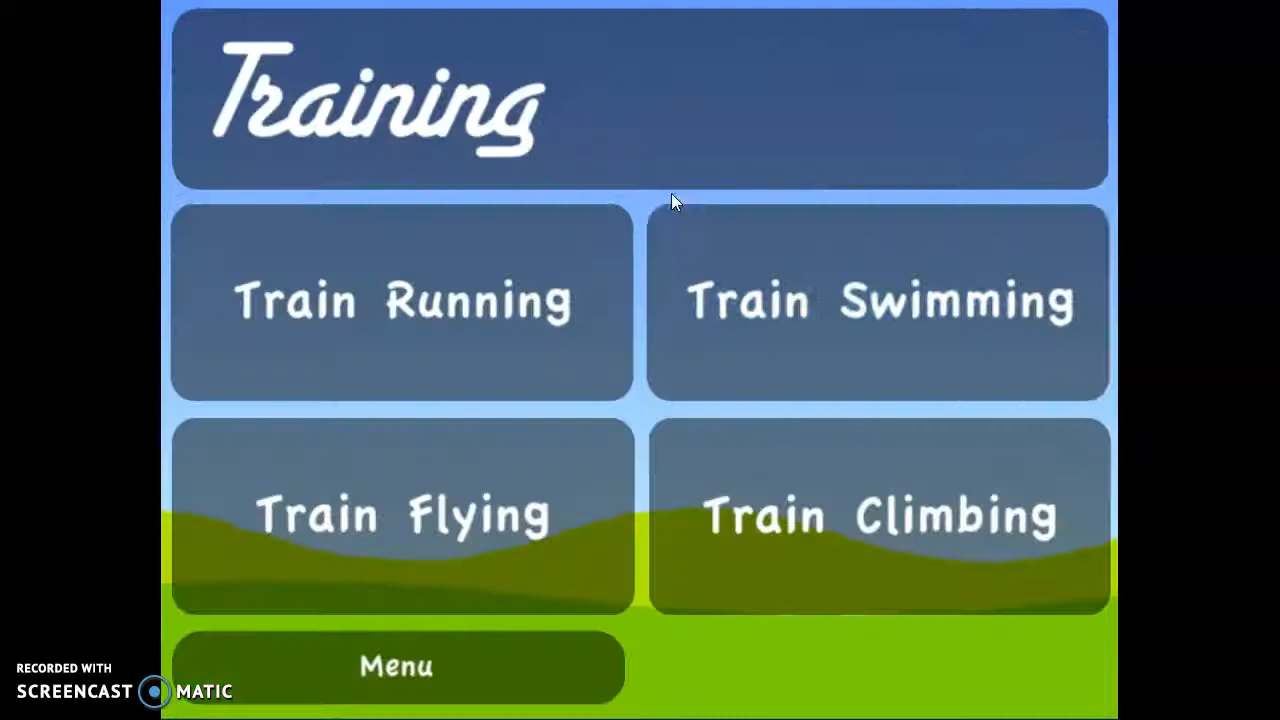 Training
Train Running
Train Swimming
Train Flying
Train Climbing
Menu
RECORDED WITH
SCREENCAST MATIC